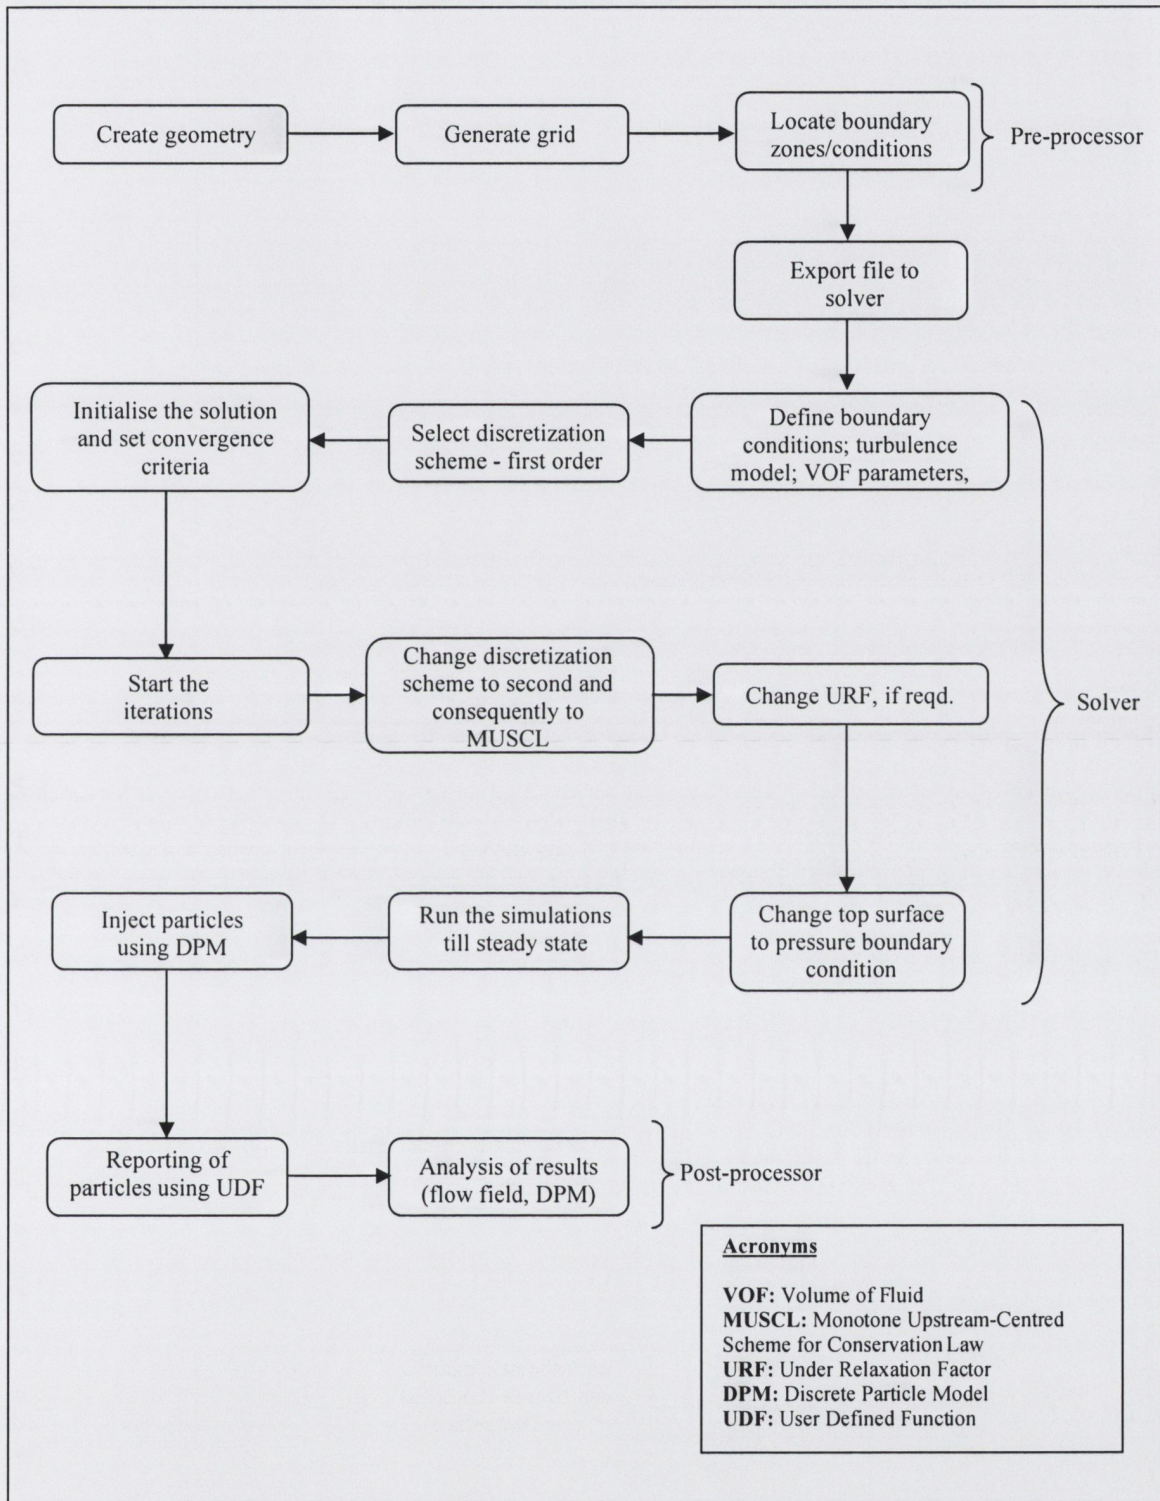 Create geometry
Generate grid
Locate boundary
zones/conditions
Pre-processor
Export file to
solver
Define boundary
conditions; turbulence
model; VOF parameters,
Select discretization
scheme - first order
Initialise the solution
and set convergence
criteria
Start the
iterations
Change discretization
scheme to second and
consequently to
MUSCL
Change URF, if reqd.
Solver
Change top surface
to pressure boundary
condition
Run the simulations
till steady state
Inject particles
using DPM
Reporting of
particles using UDF
Analysis of results
(flow field, DPM)
Post-processor
Acronyms
VOF: Volume of Fluid
MUSCL: Monotone Upstream-Centred
Scheme for Conservation Law
URF: Under Relaxation Factor
DPM: Discrete Particle Model
UDF: User Defined Function